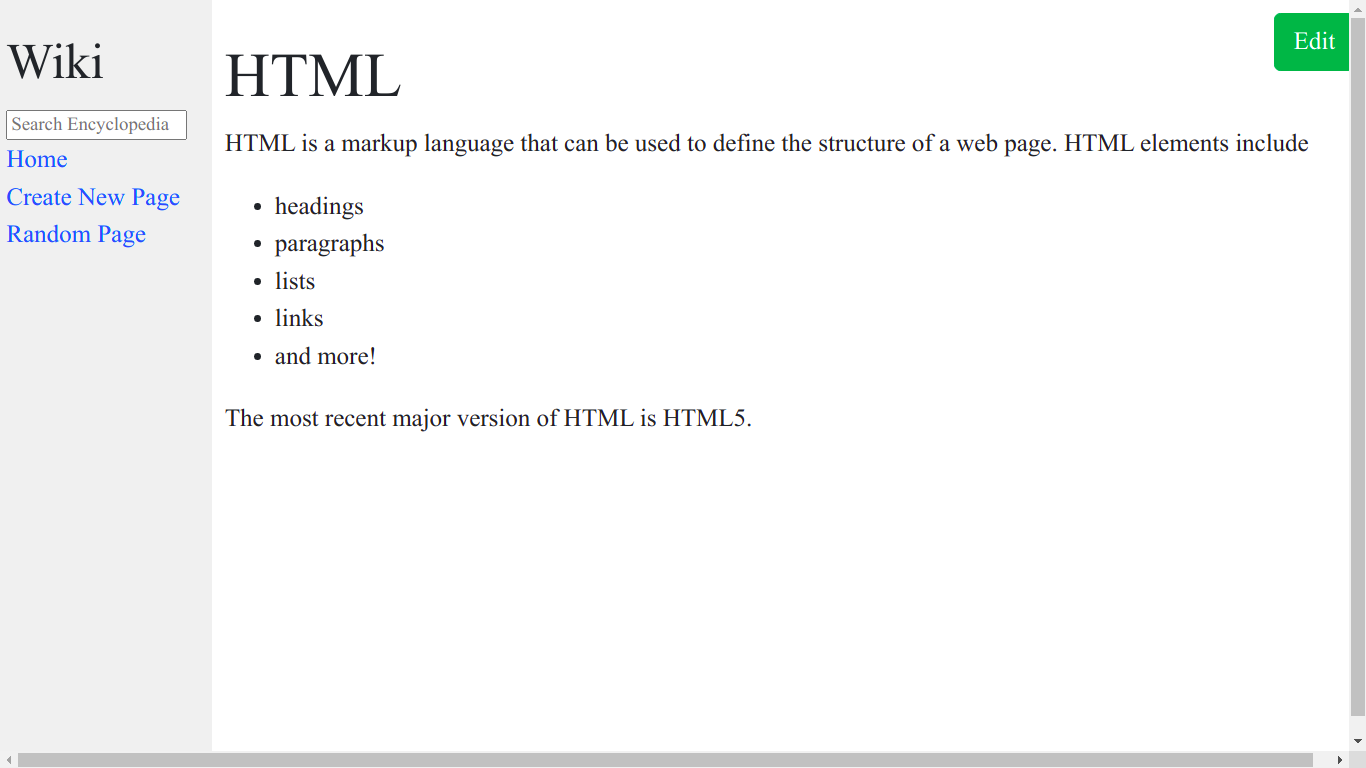 Wiki
Search Encyclopedia
Home
Create New Page
Random Page
Edit
HTML
HTML is a markup language that can be used to define the structure of a web page. HTML elements include
headings
paragraphs
lists
links
and more!
The most recent major version of HTML is HTML5.